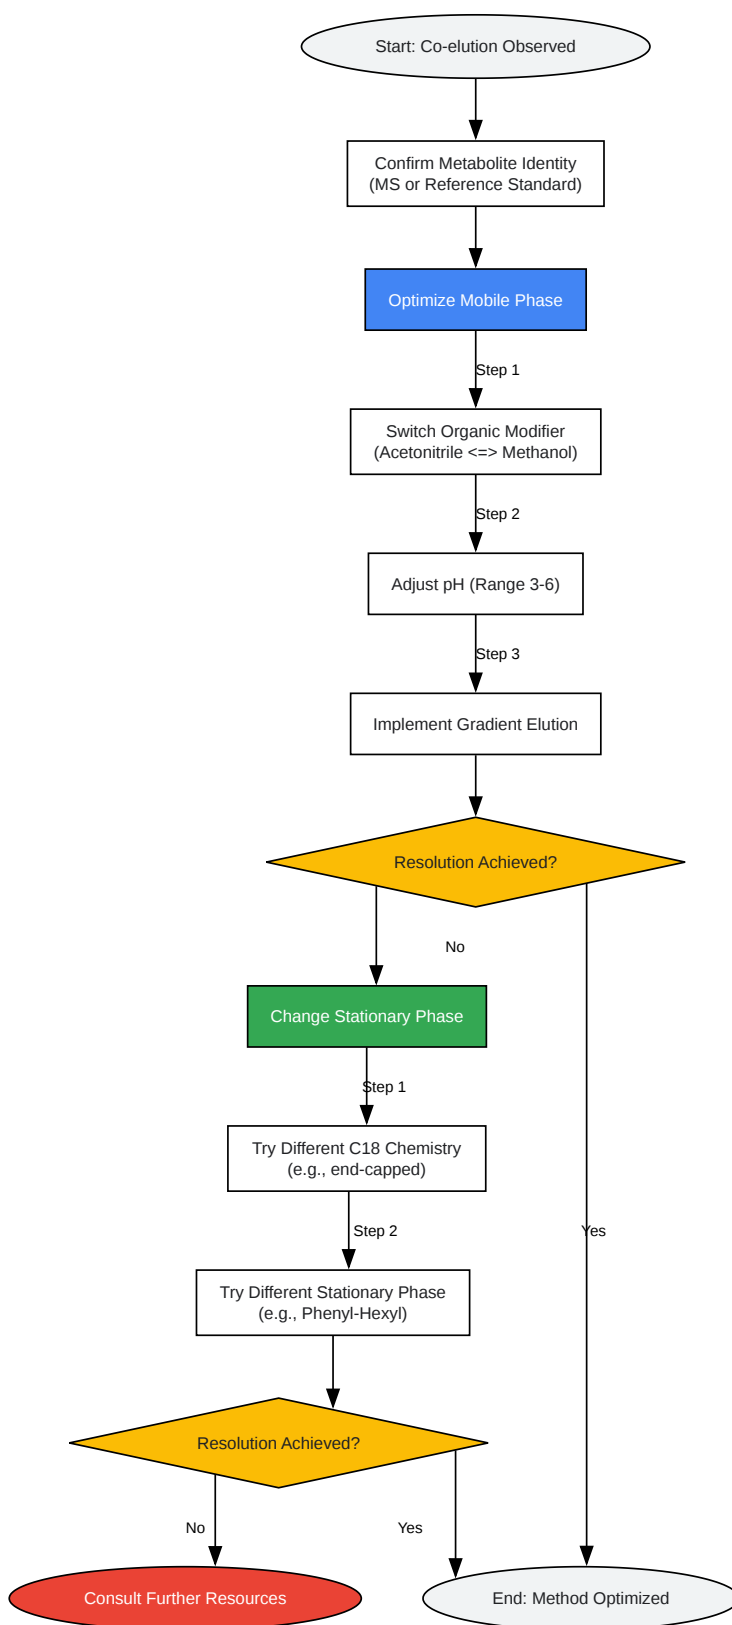 Start: Co-elution Observed
Confirm Metabolite Identity
(MS or Reference Standard)
Optimize Mobile Phase
Step 1
Switch Organic Modifier
(Acetonitrile <=> Methanol)
Step 2
Adjust pH (Range 3-6)
Step 3
Implement Gradient Elution
Resolution Achieved?
No
Change Stationary Phase
Step 1
Try Different C18 Chemistry
(e.g., end-capped)
Step 2
Yes
Try Different Stationary Phase
(e.g., Phenyl-Hexyl)
Resolution Achieved?
No
Yes
Consult Further Resources
End: Method Optimized